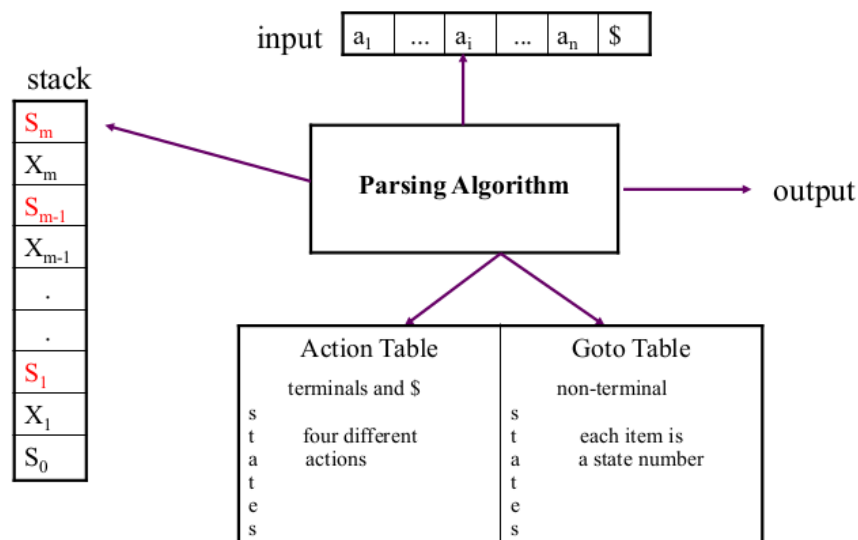 input a₁ ... aᵢ ... aₙ $
stack
Sₘ
Xₘ
Sₘ₋₁
Xₘ₋₁
.
.
S₁
X₁
S₀
Parsing Algorithm
output
Action Table
terminals and $
s
t four different
a actions
t
e
s
Goto Table
non-terminal
s
t each item is
a a state number
t
e
s